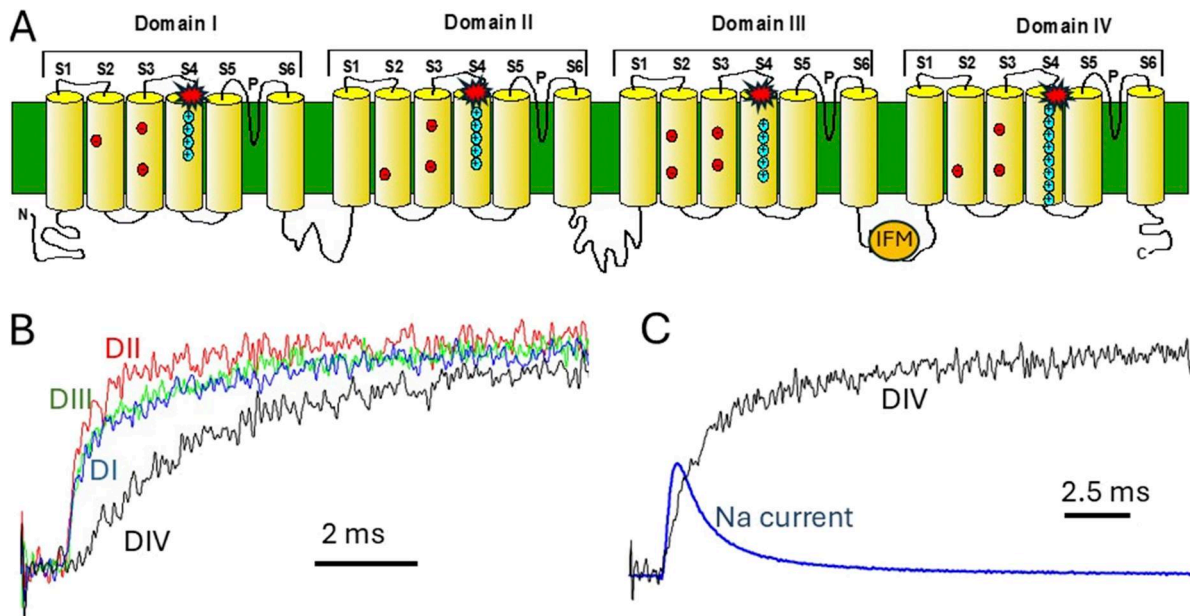 A
Domain I
Domain II
Domain III
Domain IV
S1 S2 S3 S4 S5 P S6
S1 S2 S3 S4 S5 P S6
S1 S2 S3 S4 S5 P S6
S1 S2 S3 S4 S5 P S6
+ + + +
+ + + + +
+ + + +
+ + + + + + + +
N
IFM
C
B
DII
DIII
DI
DIV
2 ms
C
DIV
2.5 ms
Na current